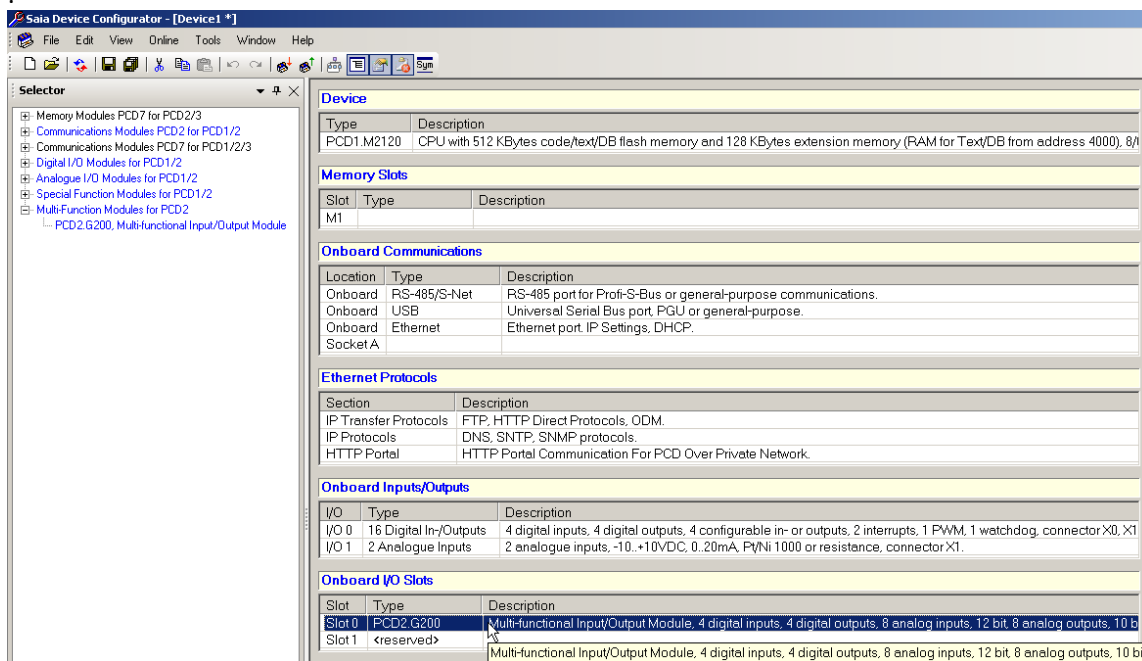 Saia Device Configurator - [Device1 *]
File Edit View Online Tools Window Help
Sym
Selector
Memory Modules PCD7 for PCD2/3
Communications Modules PCD2 for PCD1/2
Communications Modules PCD7 for PCD1/2/3
Digital I/O Modules for PCD1/2
Analogue I/O Modules for PCD1/2
Special Function Modules for PCD1/2
Multi-Function Modules for PCD2
PCD2.G200, Multi-functional Input/Output Module
Device
Type Description
PCD1.M2120 CPU with 512 KBytes code/text/DB flash memory and 128 KBytes extension memory (RAM for Text/DB from address 4000), 8/
Memory Slots
Slot Type Description
M1
Onboard Communications
Location Type Description
Onboard RS-485/S-Net RS-485 port for Profi-S-Bus or general-purpose communications.
Onboard USB Universal Serial Bus port, PGU or general-purpose.
Onboard Ethernet Ethernet port. IP Settings, DHCP.
Socket A
Ethernet Protocols
Section Description
IP Transfer Protocols FTP, HTTP Direct Protocols, ODM.
IP Protocols DNS, SNTP, SNMP protocols.
HTTP Portal HTTP Portal Communication For PCD Over Private Network.
Onboard Inputs/Outputs
I/O Type Description
I/O 0 16 Digital In-/Outputs 4 digital inputs, 4 digital outputs, 4 configurable in- or outputs, 2 interrupts, 1 PWM, 1 watchdog, connector X0, X1
I/O 1 2 Analogue Inputs 2 analogue inputs, -10..+10VDC, 0..20mA, Pt/Ni 1000 or resistance, connector X1.
Onboard I/O Slots
Slot Type Description
Slot 0 PCD2.G200 Multi-functional Input/Output Module, 4 digital inputs, 4 digital outputs, 8 analog inputs, 12 bit, 8 analog outputs, 10 b
Slot 1 <reserved>
Multi-functional Input/Output Module, 4 digital inputs, 4 digital outputs, 8 analog inputs, 12 bit, 8 analog outputs, 10 bi